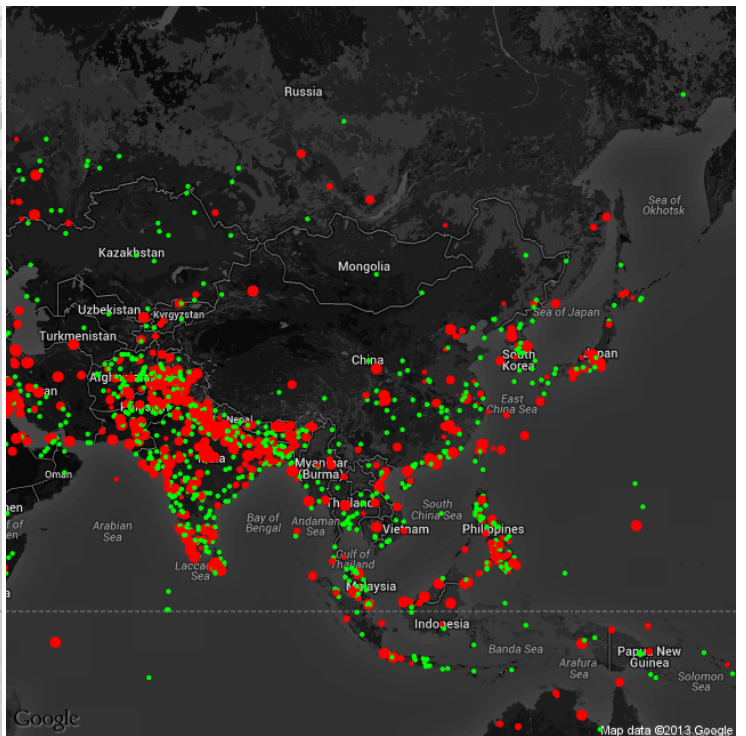 Russia
Sea of
Okhotsk
Kazakhstan
Mongolia
Uzbekistan
Kyrgyzstan
Sea of Japan
Turkmenistan
China
South
Korea
Japan
East
China Sea
Nepal
Oman
Myanmar
(Burma)
Thailand
South
China Sea
Arabian
Sea
Bay of
Bengal
Andaman
Sea
Vietnam
Philippines
Gulf of
Thailand
Sea
Malaysia
Indonesia
Banda Sea
Papua New
Guinea
Arafura
Sea
Solomon
Sea
Google
Map data ©2013 Google